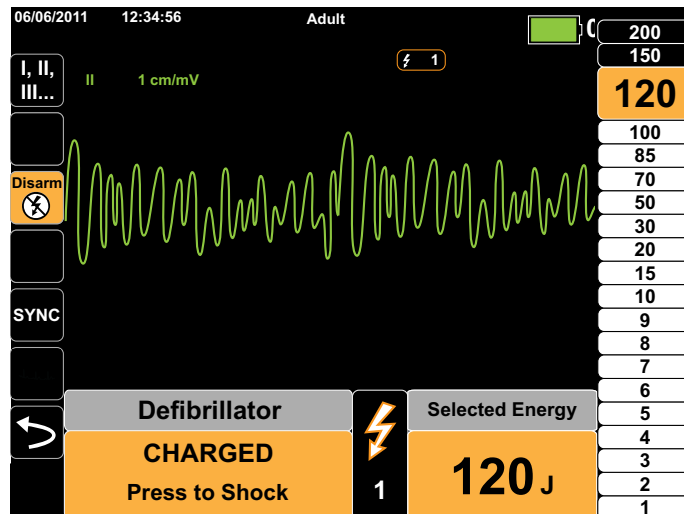 06/06/2011 12:34:56 Adult
1
I, II,
III...
II 1 cm/mV
Disarm
SYNC
Defibrillator
CHARGED
Press to Shock
1
Selected Energy
120 J
200
150
120
100
85
70
50
30
20
15
10
9
8
7
6
5
4
3
2
1